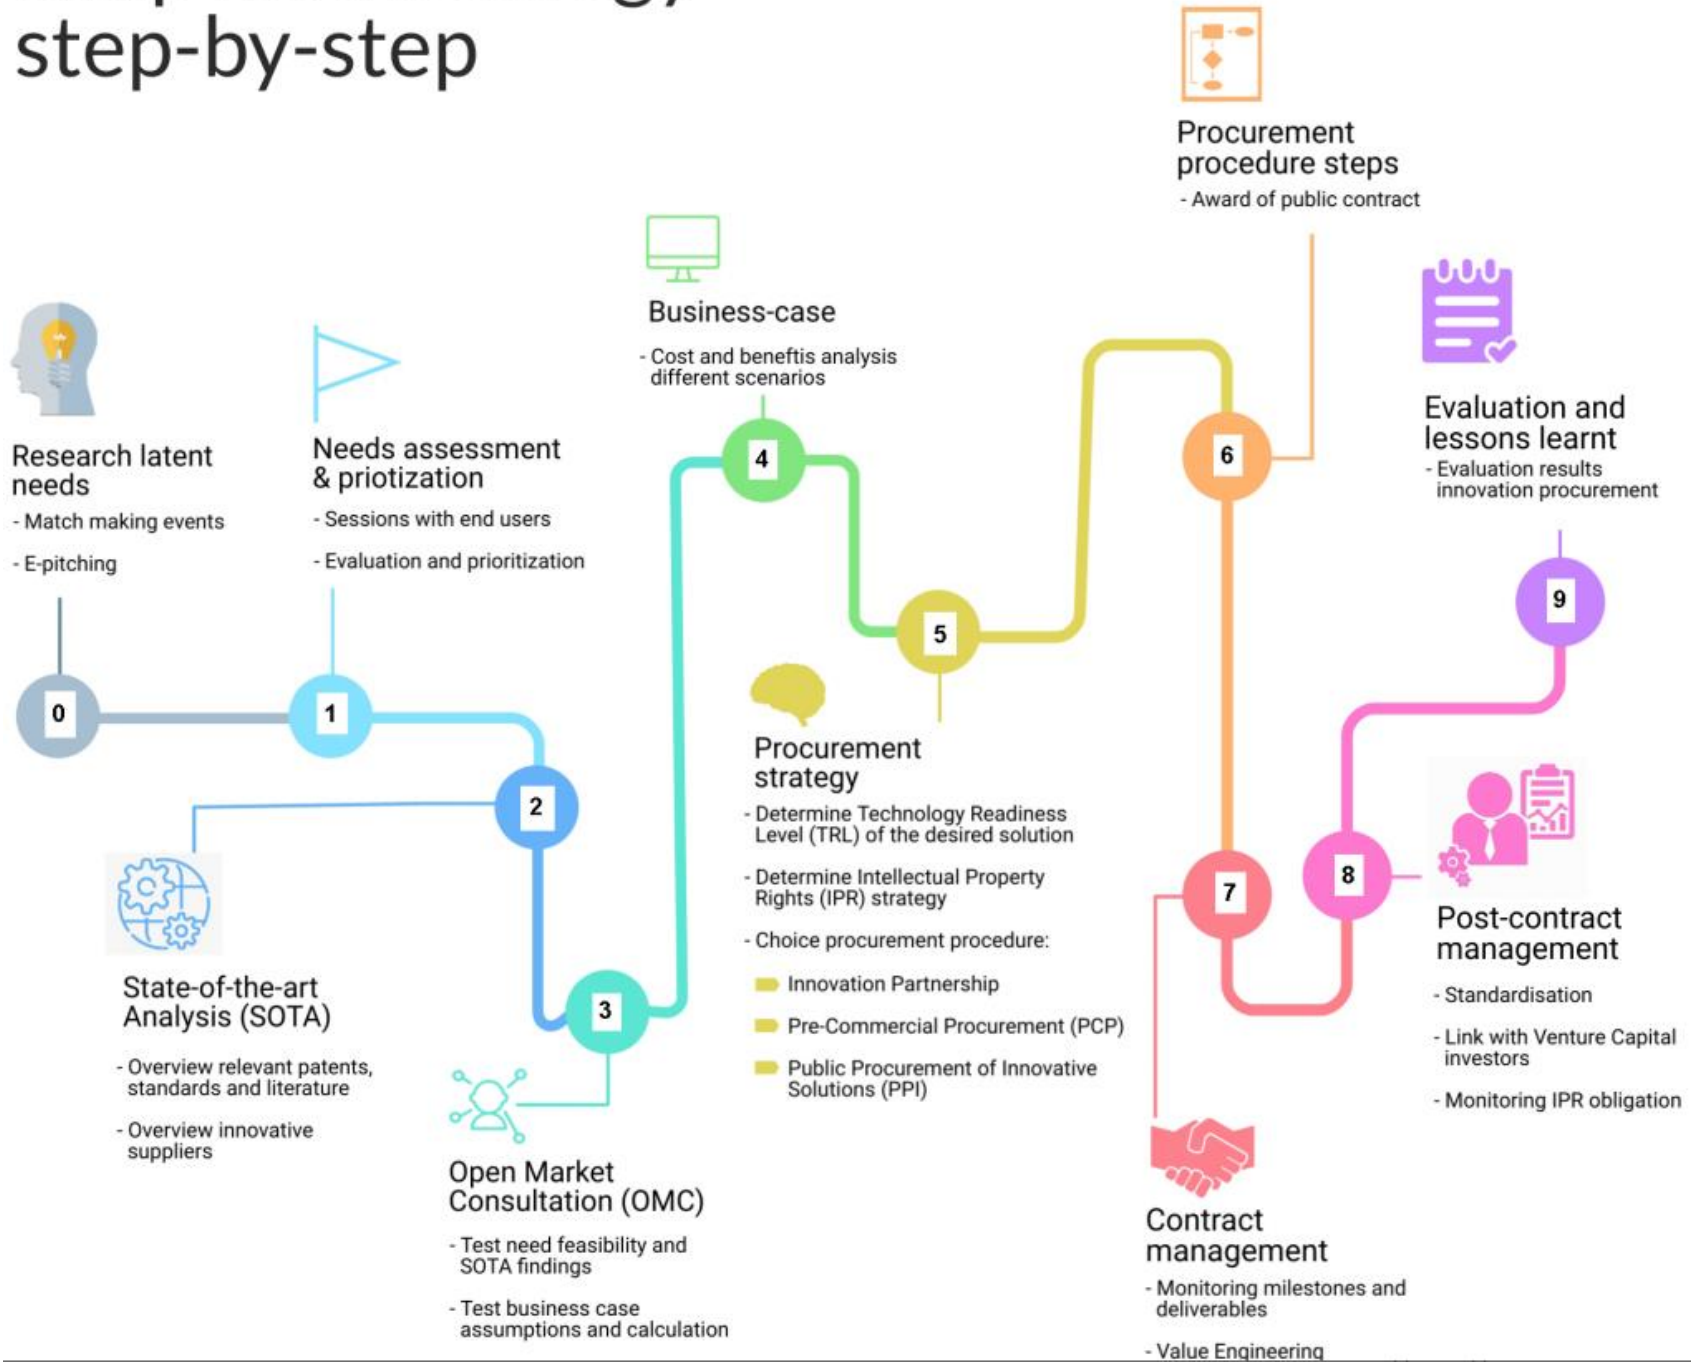 step-by-step
Procurement
procedure steps
- Award of public contract
Business-case
- Cost and beneftis analysis
different scenarios
Research latent
needs
- Match making events
- E-pitching
Needs assessment
& priotization
- Sessions with end users
- Evaluation and prioritization
Evaluation and
lessons learnt
- Evaluation results
innovation procurement
0
1
2
3
4
5
6
7
8
9
State-of-the-art
Analysis (SOTA)
- Overview relevant patents,
standards and literature
- Overview innovative
suppliers
Open Market
Consultation (OMC)
- Test need feasibility and
SOTA findings
- Test business case
assumptions and calculation
Procurement
strategy
- Determine Technology Readiness
Level (TRL) of the desired solution
- Determine Intellectual Property
Rights (IPR) strategy
- Choice procurement procedure:
Innovation Partnership
Pre-Commercial Procurement (PCP)
Public Procurement of Innovative
Solutions (PPI)
Contract
management
- Monitoring milestones and
deliverables
- Value Engineering
Post-contract
management
- Standardisation
- Link with Venture Capital
investors
- Monitoring IPR obligation